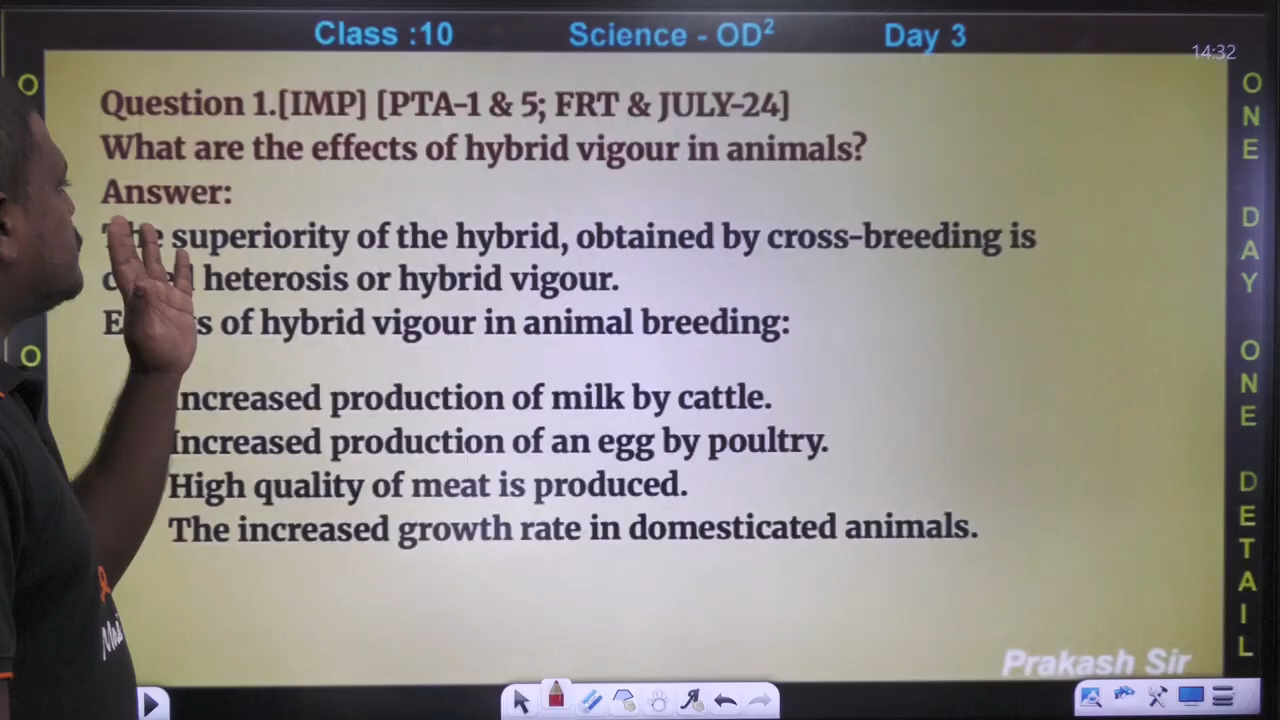 Class :10 Science - OD² Day 3
14:32
Question 1.[IMP] [PTA-1 & 5; FRT & JULY-24]
What are the effects of hybrid vigour in animals?
Answer:
The superiority of the hybrid, obtained by cross-breeding is
heterosis or hybrid vigour.
of hybrid vigour in animal breeding:
Increased production of milk by cattle.
Increased production of an egg by poultry.
High quality of meat is produced.
The increased growth rate in domesticated animals.
Prakash Sir
O
O
ONE DAY ONE DETAIL